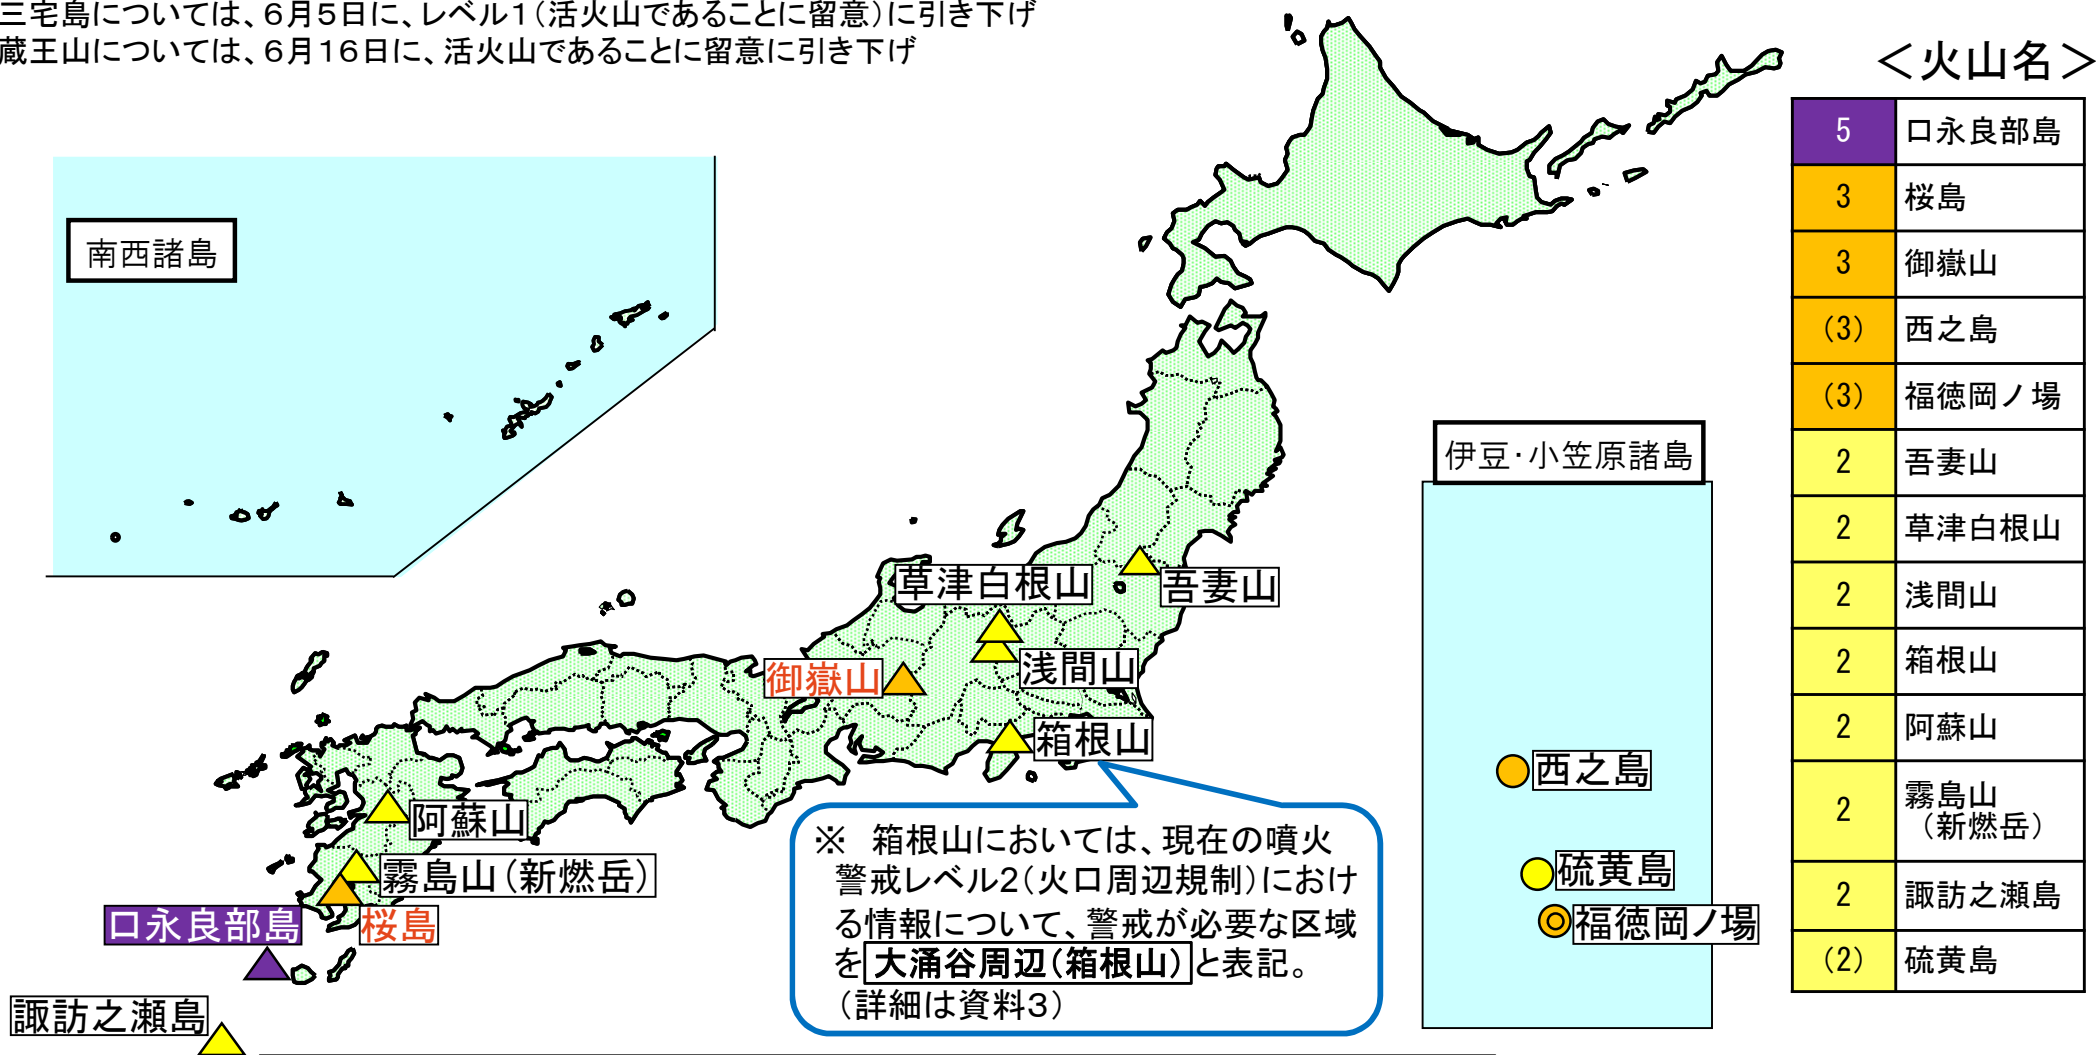 三宅島については、6月5日に、レベル1(活火山であることに留意)に引き下げ
蔵王山については、6月16日に、活火山であることに留意に引き下げ
＜火山名＞
5 口永良部島
3 桜島
3 御嶽山
(3) 西之島
(3) 福徳岡ノ場
2 吾妻山
2 草津白根山
2 浅間山
2 箱根山
2 阿蘇山
2 霧島山
(新燃岳)
2 諏訪之瀬島
(2) 硫黄島
南西諸島
伊豆・小笠原諸島
草津白根山
吾妻山
御嶽山
浅間山
箱根山
阿蘇山
霧島山(新燃岳)
口永良部島
桜島
諏訪之瀬島
西之島
硫黄島
福徳岡ノ場
※ 箱根山においては、現在の噴火
警戒レベル2(火口周辺規制)におけ
る情報について、警戒が必要な区域
を大涌谷周辺(箱根山)と表記。
(詳細は資料3)